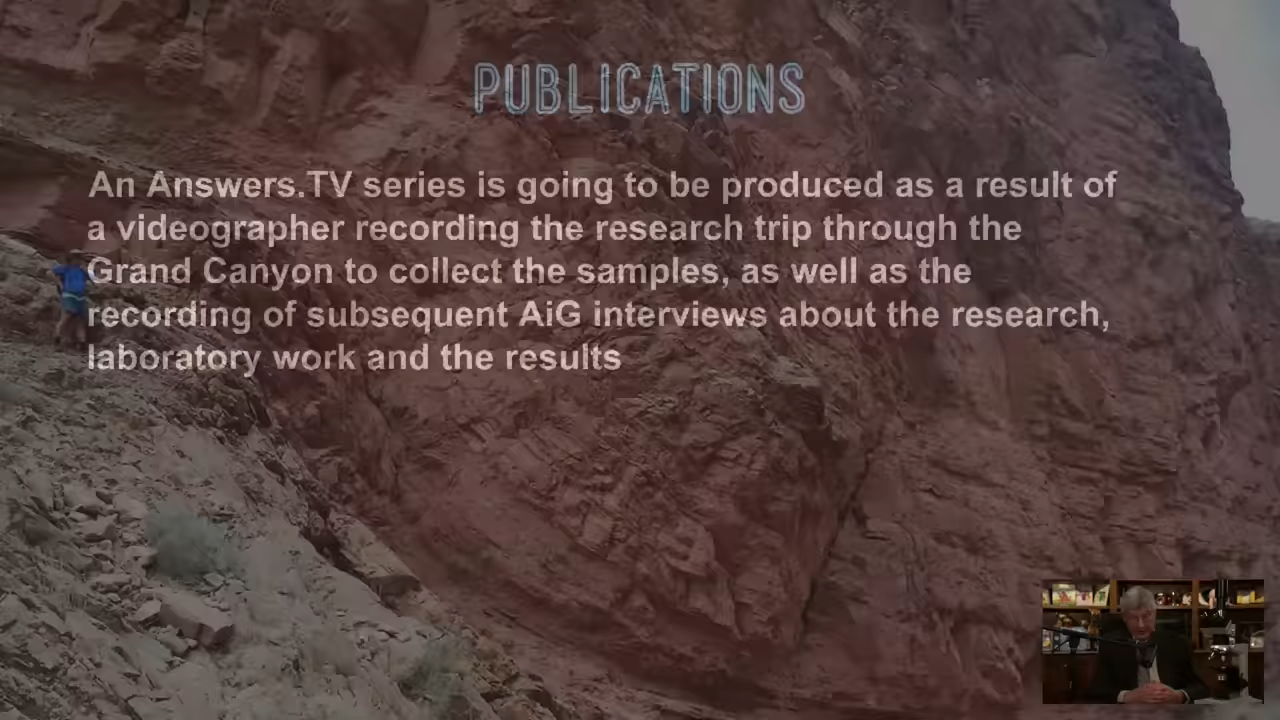 PUBLICATIONS
An Answers.TV series is going to be produced as a result of
a videographer recording the research trip through the
Grand Canyon to collect the samples, as well as the
recording of subsequent AiG interviews about the research,
laboratory work and the results